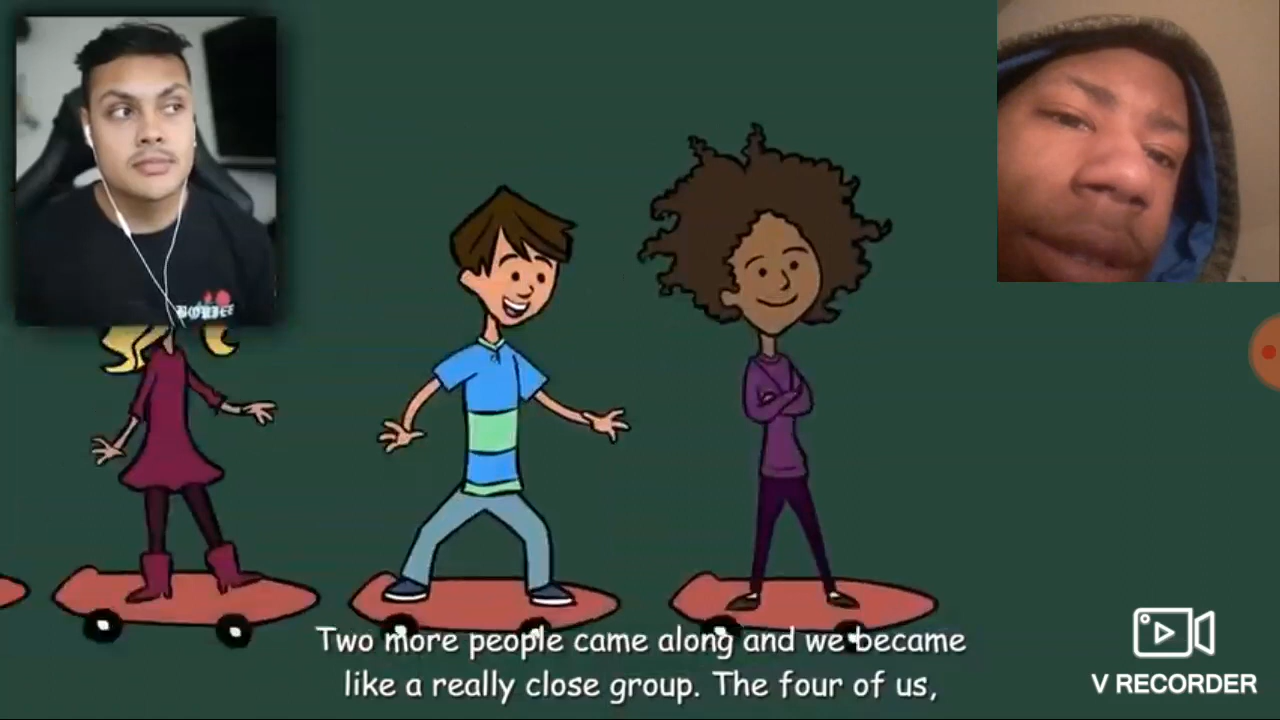 Two more people came along and we became
like a really close group. The four of us,
V RECORDER